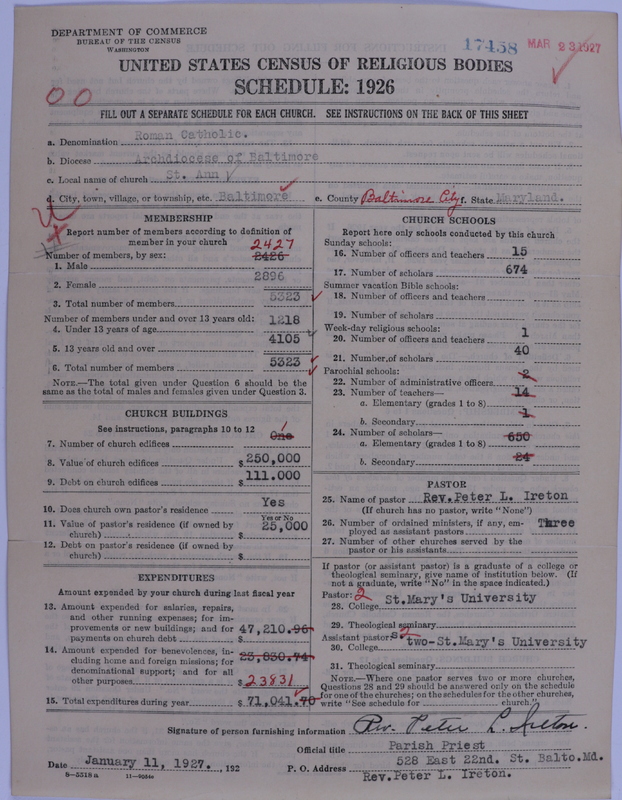 DEPARTMENT OF COMMERCE
BUREAU OF THE CENSUS
WASHINGTON
17458
MAR 23 1927
UNITED STATES CENSUS OF RELIGIOUS BODIES
SCHEDULE: 1926
00
FILL OUT A SEPARATE SCHEDULE FOR EACH CHURCH. SEE INSTRUCTIONS ON THE BACK OF THIS SHEET
a. Denomination Roman Catholic.
b. Diocese Archdiocese of Baltimore
c. Local name of church St. Ann
d. City, town, village, or township, etc. Baltimore e. County Baltimore City f. State Maryland.
MEMBERSHIP
Report number of members according to definition of
member in your church
2427
Number of members, by sex: 2426
1. Male
2. Female 2896
3. Total number of members 5323
Number of members under and over 13 years old:
4. Under 13 years of age 1218
5. 13 years old and over 4105
6. Total number of members 5323
NOTE.—The total given under Question 6 should be the
same as the total of males and females given under Question 3.
CHURCH BUILDINGS
See instructions, paragraphs 10 to 12
1
7. Number of church edifices One
8. Value of church edifices $250,000
9. Debt on church edifices $111.000
10. Does church own pastor's residence Yes
Yes or No
11. Value of pastor's residence (if owned by
church) $ 25,000
12. Debt on pastor's residence (if owned by
church) $
EXPENDITURES
Amount expended by your church during last fiscal year
13. Amount expended for salaries, repairs,
and other running expenses; for im-
provements or new buildings; and for
payments on church debt $ 47,210.96
14. Amount expended for benevolences, in-
cluding home and foreign missions; for
denominational support; and for all
other purposes $ 23,830.74
23831
15. Total expenditures during year $ 71,041.70
CHURCH SCHOOLS
Report here only schools conducted by this church
Sunday schools:
16. Number of officers and teachers 15
17. Number of scholars 674
Summer vacation Bible schools:
18. Number of officers and teachers
19. Number of scholars
Week-day religious schools:
20. Number of officers and teachers 1
21. Number of scholars 40
Parochial schools:
22. Number of administrative officers 2
23. Number of teachers—
a. Elementary (grades 1 to 8) 14
b. Secondary 1
24. Number of scholars—
a. Elementary (grades 1 to 8) 650
b. Secondary 24
PASTOR
25. Name of pastor Rev.Peter L. Ireton
(If church has no pastor, write "None")
26. Number of ordained ministers, if any, em-
ployed as assistant pastors Three
27. Number of other churches served by the
pastor or his assistants
If pastor (or assistant pastor) is a graduate of a college or
theological seminary, give name of institution below. (If
not a graduate, write "No" in the space indicated.)
Pastor: 2
28. College St.Mary's University
29. Theological seminary
Assistant pastor: s 2
30. College two-St.Mary's University
31. Theological seminary
NOTE.—Where one pastor serves two or more churches,
Questions 28 and 29 should be answered only on the schedule
for one of the churches; on the schedules for the other churches,
write "See schedule for church."
Signature of person furnishing information Rev. Peter L. Ireton.
Official title Parish Priest
Date January 11, 1927. , 192
P. O. Address 528 East 22nd. St. Balto.Md.
Rev.Peter L. Ireton.
8-5318 a 11-9034